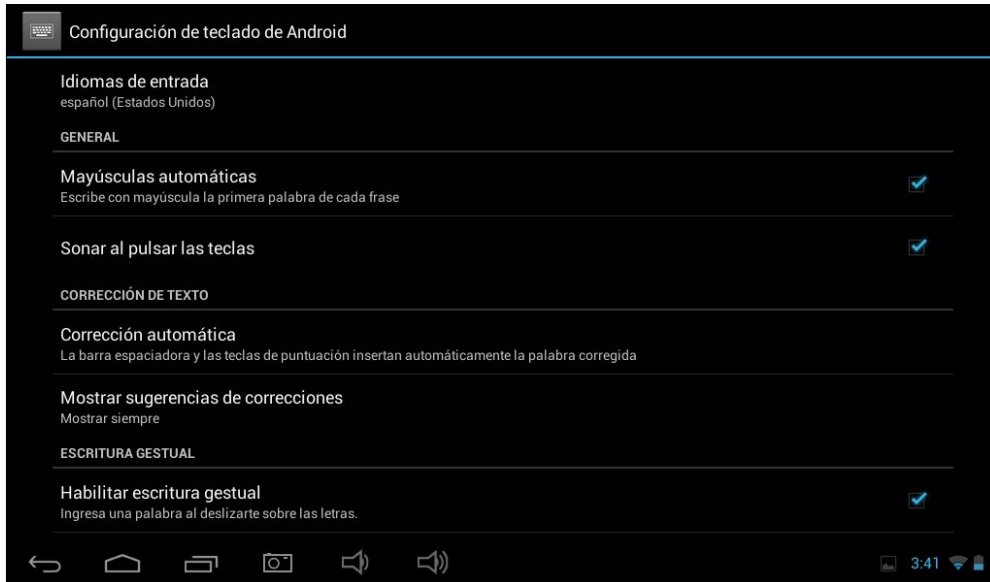 Configuración de teclado de Android
Idiomas de entrada
español (Estados Unidos)
GENERAL
Mayúsculas automáticas
Escribe con mayúscula la primera palabra de cada frase
Sonar al pulsar las teclas
CORRECCIÓN DE TEXTO
Corrección automática
La barra espaciadora y las teclas de puntuación insertan automáticamente la palabra corregida
Mostrar sugerencias de correcciones
Mostrar siempre
ESCRITURA GESTUAL
Habilitar escritura gestual
Ingresa una palabra al deslizarte sobre las letras.
3:41